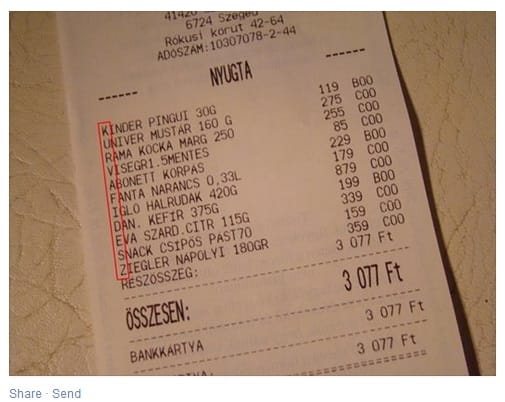 6724 Szeged
Rókusi körút 42-64
ADÓSZÁM:10307078-2-44
------ NYUGTA ------
KINDER PINGUI 30G 119 B00
UNIVER MUSTÁR 160 G 275 C00
RAMA KOCKA MARG 250 255 C00
VISEGR1.5MENTES 85 C00
ABONETT KORPÁS 229 B00
FANTA NARANCS 0,33L 179 C00
IGLO HALRUDAK 420G 879 C00
DAN. KEFIR 375G 199 B00
EVA SZARD.CITR 115G 339 C00
SNACK CSIPŐS PAST70 159 C00
ZIEGLER NÁPOLYI 180GR 359 C00
RÉSZÖSSZEG: 3 077 Ft
ÖSSZESEN: 3 077 Ft
BANKKÁRTYA 3 077 Ft
3 077 Ft
Share · Send